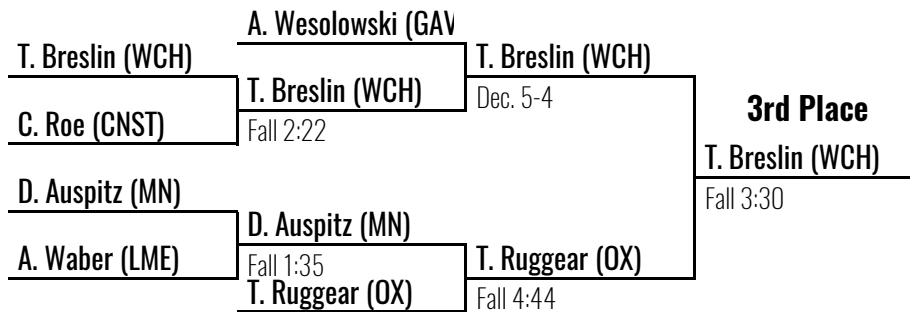 A. Wesolowski (GAV
T. Breslin (WCH)
T. Breslin (WCH)
T. Breslin (WCH)
Dec. 5-4
C. Roe (CNST)
Fall 2:22
3rd Place
T. Breslin (WCH)
Fall 3:30
D. Auspitz (MN)
D. Auspitz (MN)
A. Waber (LME)
Fall 1:35
T. Ruggear (OX)
T. Ruggear (OX)
Fall 4:44